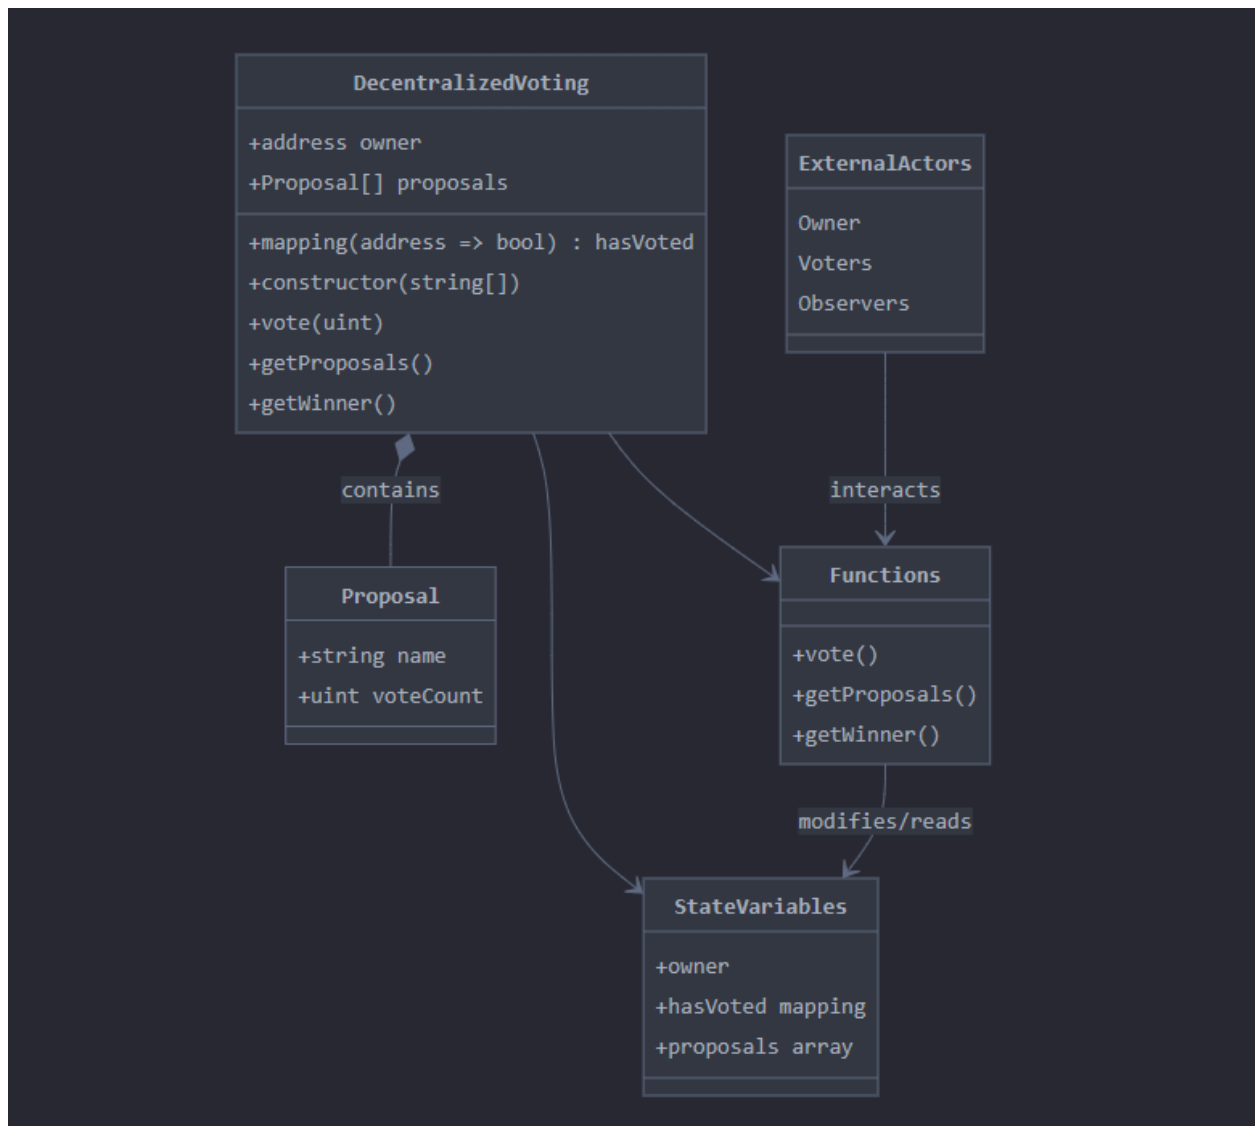 DecentralizedVoting
+address owner
+Proposal[] proposals
+mapping(address => bool) : hasVoted
+constructor(string[])
+vote(uint)
+getProposals()
+getWinner()
ExternalActors
Owner
Voters
Observers
contains
interacts
Proposal
+string name
+uint voteCount
Functions
+vote()
+getProposals()
+getWinner()
modifies/reads
StateVariables
+owner
+hasVoted mapping
+proposals array